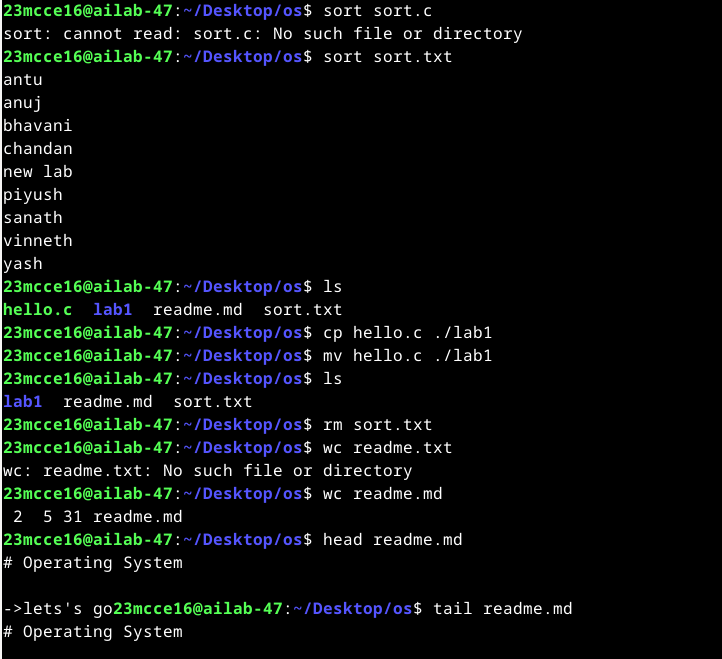 23mcce16@ailab-47:~/Desktop/os$ sort sort.c
sort: cannot read: sort.c: No such file or directory
23mcce16@ailab-47:~/Desktop/os$ sort sort.txt
antu
anuj
bhavani
chandan
new lab
piyush
sanath
vinneth
yash
23mcce16@ailab-47:~/Desktop/os$ ls
hello.c  lab1  readme.md  sort.txt
23mcce16@ailab-47:~/Desktop/os$ cp hello.c ./lab1
23mcce16@ailab-47:~/Desktop/os$ mv hello.c ./lab1
23mcce16@ailab-47:~/Desktop/os$ ls
lab1  readme.md  sort.txt
23mcce16@ailab-47:~/Desktop/os$ rm sort.txt
23mcce16@ailab-47:~/Desktop/os$ wc readme.txt
wc: readme.txt: No such file or directory
23mcce16@ailab-47:~/Desktop/os$ wc readme.md
 2  5 31 readme.md
23mcce16@ailab-47:~/Desktop/os$ head readme.md
# Operating System

->lets's go23mcce16@ailab-47:~/Desktop/os$ tail readme.md
# Operating System